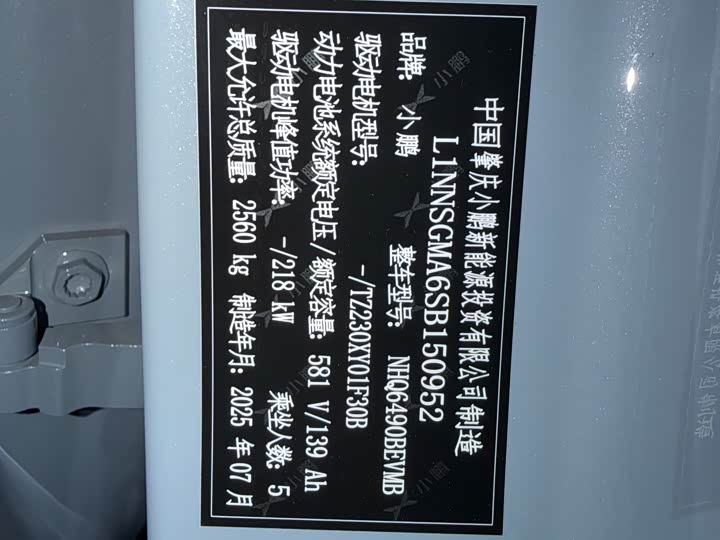 中国肇庆小鹏新能源投资有限公司制造
L1NNSGMA6SB150952
品牌: 小鹏 整车型号: NHQ6490BEVMB
驱动电机型号: -/TZ230XY01F30B
动力电池系统额定电压/额定容量: 581 V/139 Ah
驱动电机峰值功率: -/218 kW 乘坐人数: 5
最大允许总质量: 2560 kg 制造年月: 2025 年 07 月